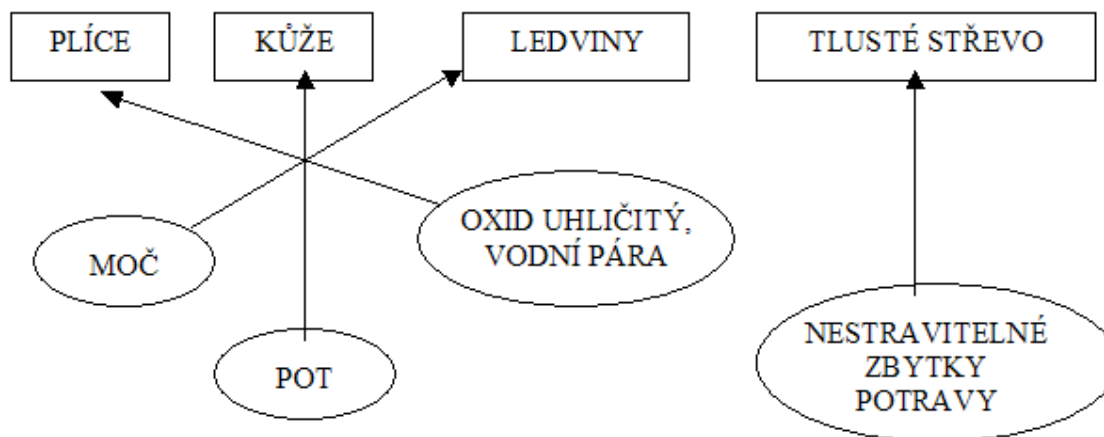 PLÍCE
KŮŽE
LEDVINY
TLUSTÉ STŘEVO
MOČ
OXID UHLIČITÝ,
VODNÍ PÁRA
POT
NESTRAVITELNÉ
ZBYTKY
POTRAVY